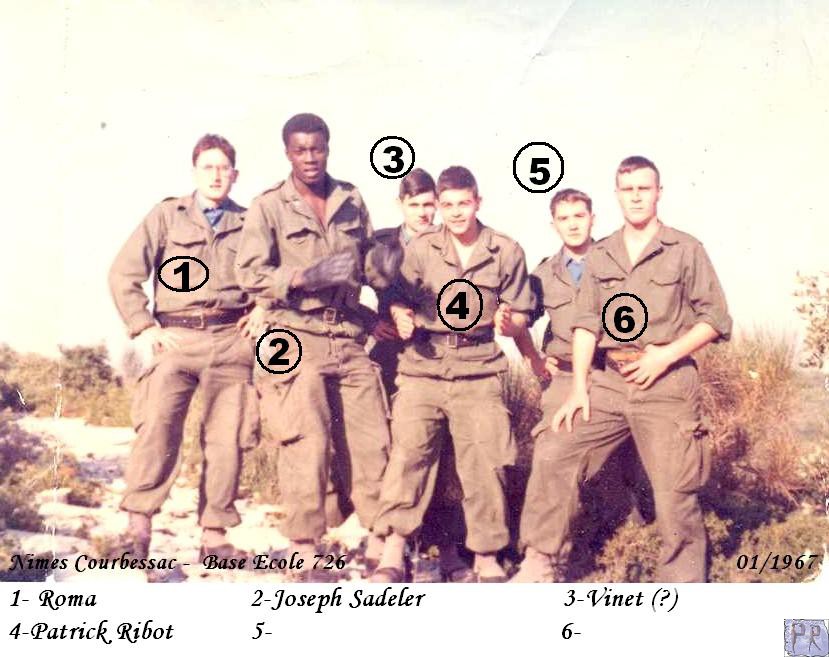 3
5
1
4
6
2
Nimes Courbessac - Base Ecole 726 01/1967
1- Roma 2-Joseph Sadeler 3-Vinet (?)
4-Patrick Ribot 5- 6-
PR